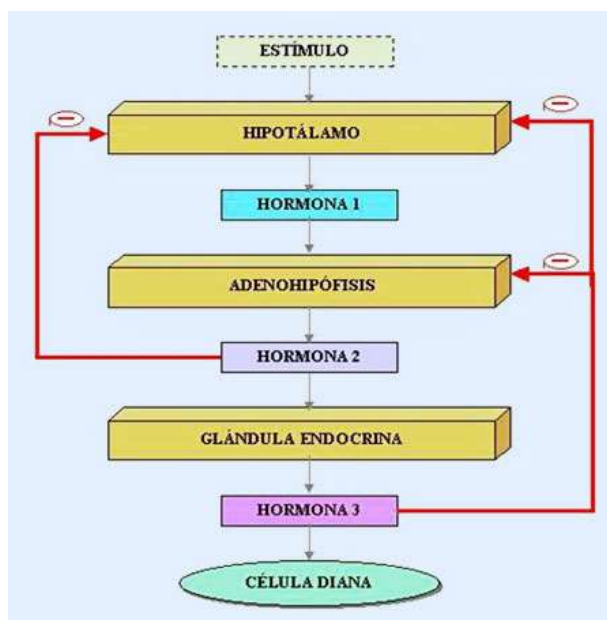 ESTÍMULO
HIPOTÁLAMO
HORMONA 1
ADENOHIPÓFISIS
HORMONA 2
GLÁNDULA ENDOCRINA
HORMONA 3
CÉLULA DIANA